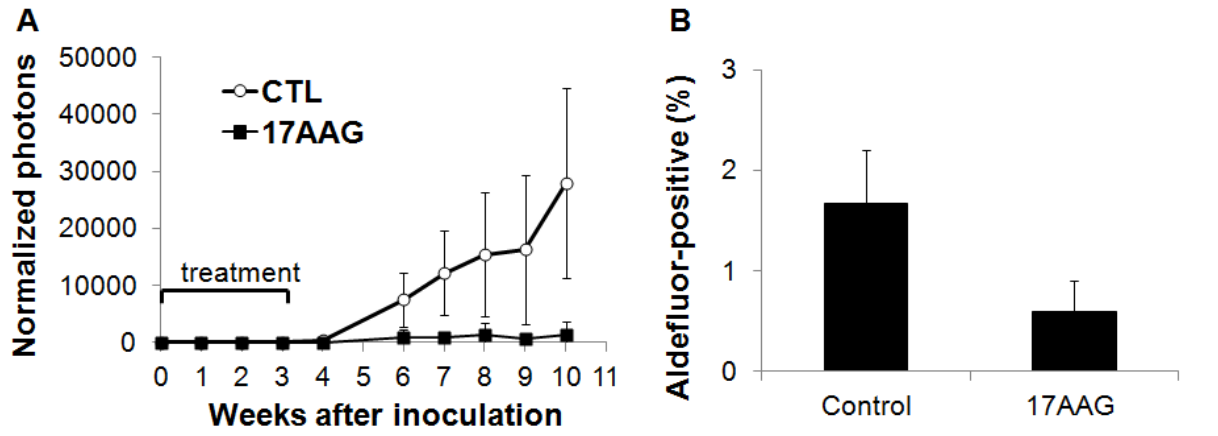 A
Normalized photons
50000
40000
30000
20000
10000
0
CTL
17AAG
treatment
0 1 2 3 4 5 6 7 8 9 10 11
Weeks after inoculation
B
Aldefluor-positive (%)
3
2
1
0
Control 17AAG